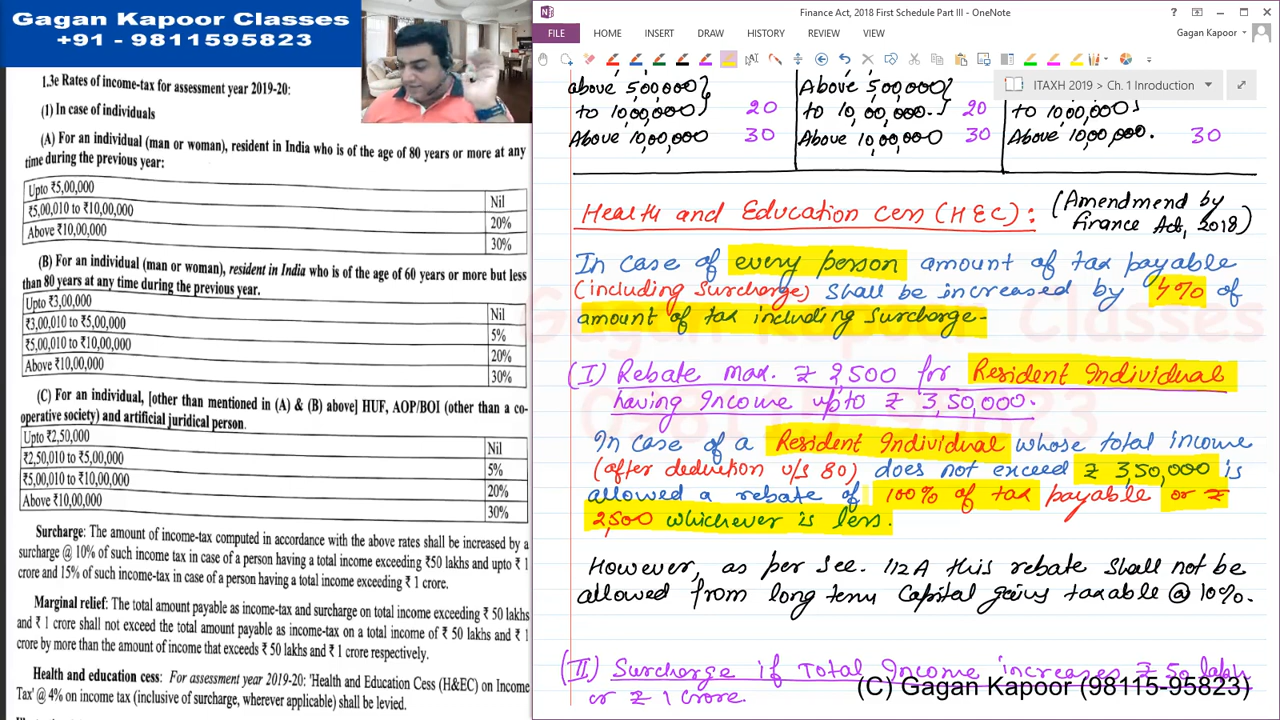 Gagan Kapoor Classes
+91 - 9811595823
1.3e Rates of income-tax for assessment year 2019-20:
(1) In case of individuals
(A) For an individual (man or woman), resident in India who is of the age of 80 years or more at any
time during the previous year:
Upto ₹5,00,000 Nil
₹5,00,010 to ₹10,00,000 20%
Above ₹10,00,000 30%
(B) For an individual (man or woman), resident in India who is of the age of 60 years or more but less
than 80 years at any time during the previous year.
Upto ₹3,00,000 Nil
₹3,00,010 to ₹5,00,000 5%
₹5,00,010 to ₹10,00,000 20%
Above ₹10,00,000 30%
(C) For an individual, [other than mentioned in (A) & (B) above] HUF, AOP/BOI (other than a co-
operative society) and artificial juridical person.
Upto ₹2,50,000 Nil
₹2,50,010 to ₹5,00,000 5%
₹5,00,010 to ₹10,00,000 20%
Above ₹10,00,000 30%
Surcharge: The amount of income-tax computed in accordance with the above rates shall be increased by a
surcharge @ 10% of such income tax in case of a person having a total income exceeding ₹50 lakhs and upto ₹ 1
crore and 15% of such income-tax in case of a person having a total income exceeding ₹ 1 crore.
Marginal relief: The total amount payable as income-tax and surcharge on total income exceeding ₹ 50 lakhs
and ₹ 1 crore shall not exceed the total amount payable as income-tax on a total income of ₹ 50 lakhs and ₹ 1
crore by more than the amount of income that exceeds ₹ 50 lakhs and ₹ 1 crore respectively.
Health and education cess: For assessment year 2019-20: 'Health and Education Cess (H&EC) on Income
Tax' @ 4% on income tax (inclusive of surcharge, wherever applicable) shall be levied.
Finance Act, 2018 First Schedule Part III - OneNote
FILE HOME INSERT DRAW HISTORY REVIEW VIEW Gagan Kapoor
ITAXH 2019 > Ch. 1 Inroduction
above 5,00,000 Above 5,00,000
to 10,00,000 20 to 10,00,000. 20 to 10,00,000
Above 10,00,000 30 Above 10,00,000 30 Above 10,00,000. 30
Health and Education Cess (HEC): (Amendmend by
Finance Act, 2018)
In case of every person amount of tax payable
(including Surcharge) shall be increased by 4% of
amount of tax including Surcharge-
(I) Rebate max. ₹ 2,500 for Resident Individual
having Income upto ₹ 3,50,000.
In case of a Resident Individual whose total income
(after deduction u/s 80) does not exceed ₹ 3,50,000 is
allowed a rebate of 100% of tax payable or ₹
2,500 whichever is less.
However, as per Sec. 112A this rebate shall not be
allowed from long term Capital gains taxable @ 10%.
(II) Surcharge if Total Income increases ₹ 50 lakh
or ₹ 1 crore.
(C) Gagan Kapoor (98115-95823)